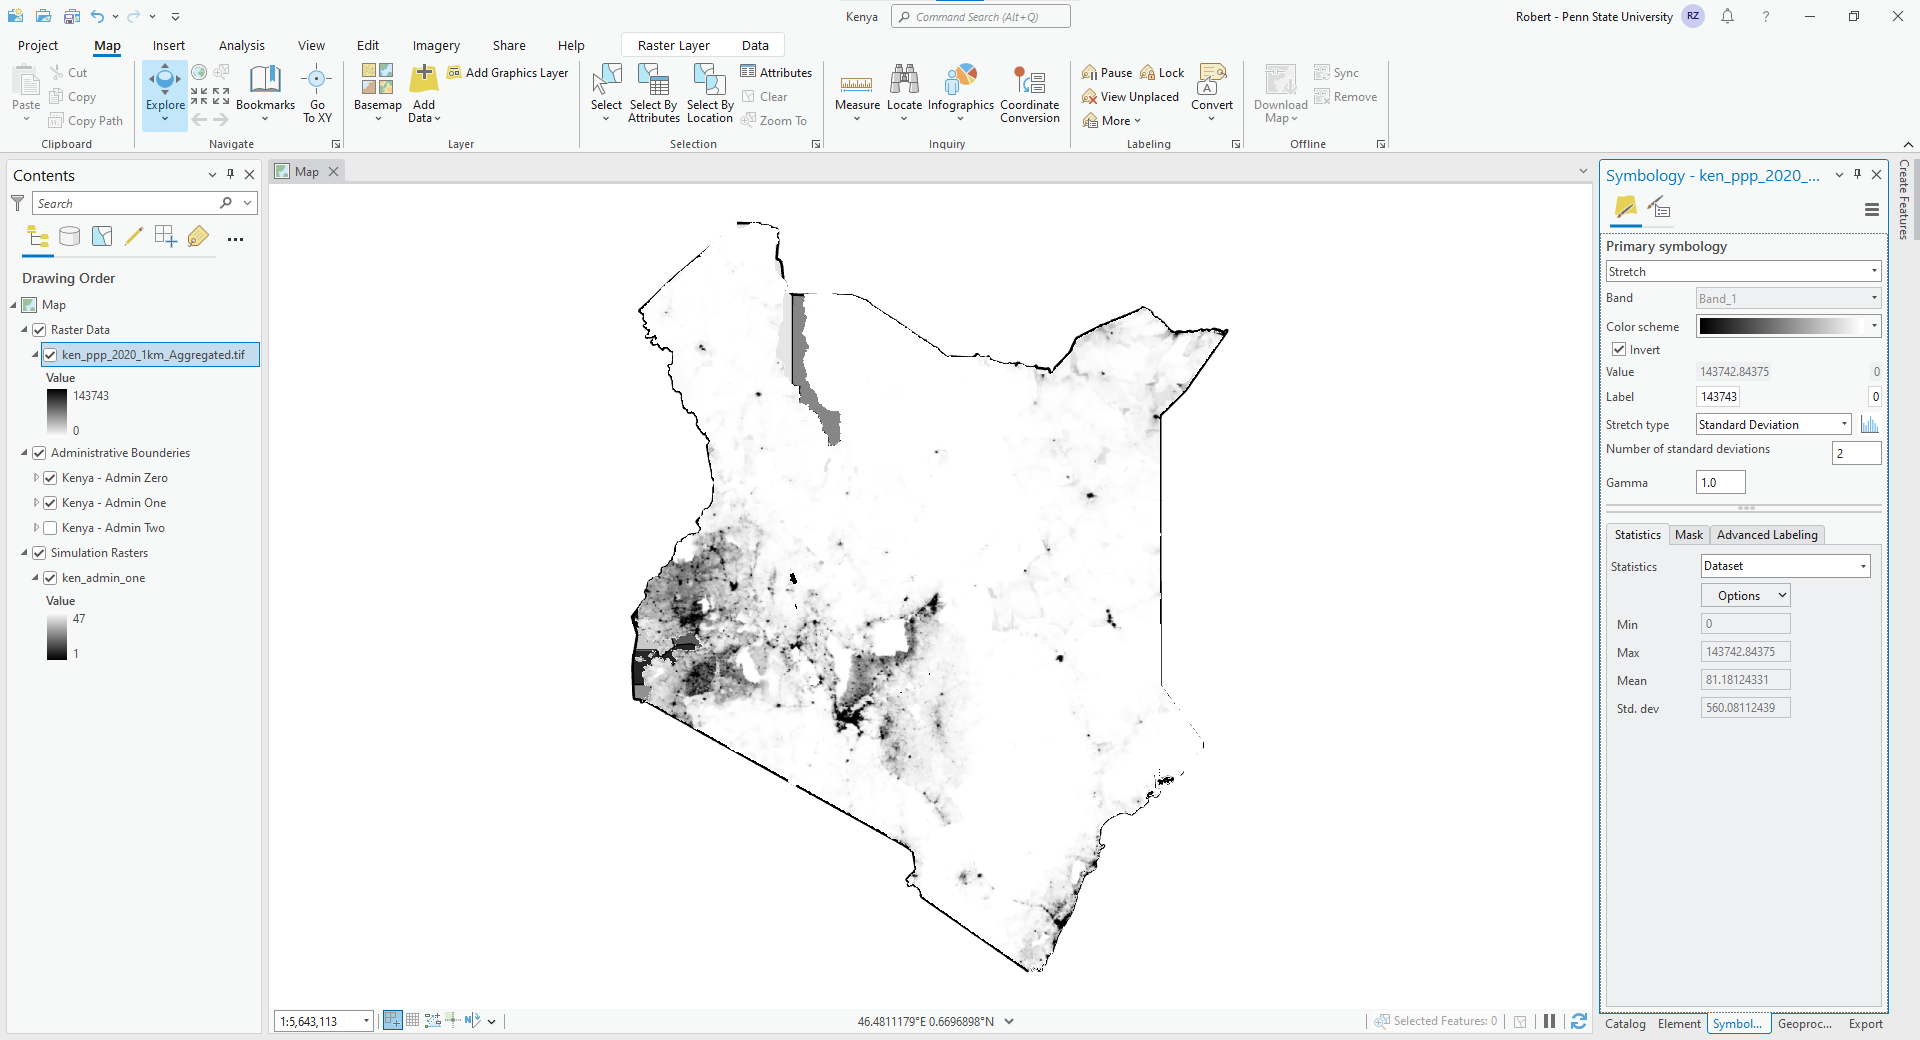 Kenya
Command Search (Alt+Q)
Robert - Penn State University
RZ
Project
Map
Insert
Analysis
View
Edit
Imagery
Share
Help
Raster Layer
Data
Paste
Cut
Copy
Copy Path
Clipboard
Explore
Bookmarks
Go
To XY
Navigate
Basemap
Add
Data
Add Graphics Layer
Layer
Select
Select By
Attributes
Select By
Location
Attributes
Clear
Zoom To
Selection
Measure
Locate
Infographics
Coordinate
Conversion
Inquiry
Pause
Lock
View Unplaced
More
Convert
Labeling
Download
Map
Sync
Remove
Offline
Contents
Search
Drawing Order
Map
Raster Data
ken_ppp_2020_1km_Aggregated.tif
Value
143743
0
Administrative Bounderies
Kenya - Admin Zero
Kenya - Admin One
Kenya - Admin Two
Simulation Rasters
ken_admin_one
Value
47
1
Map
1:5,643,113
46.4811179°E 0.6696898°N
Selected Features: 0
Symbology - ken_ppp_2020_...
Primary symbology
Stretch
Band Band_1
Color scheme
Invert
Value 143742.84375 0
Label 143743 0
Stretch type Standard Deviation
Number of standard deviations 2
Gamma 1.0
Statistics Mask Advanced Labeling
Statistics Dataset
Options
Min 0
Max 143742.84375
Mean 81.18124331
Std. dev 560.08112439
Catalog Element Symbol... Geoproc... Export
Create Features